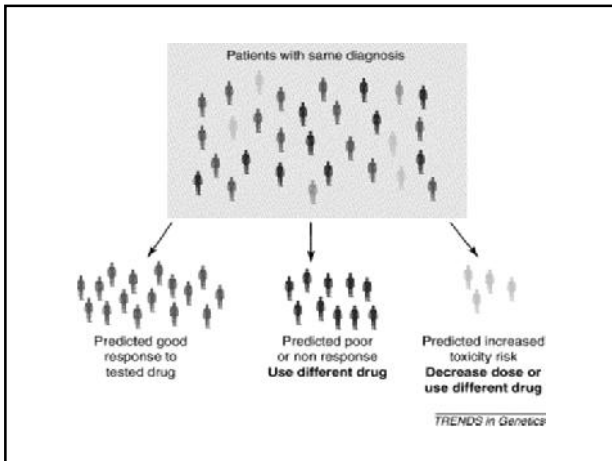 Patients with same diagnosis
Predicted good
response to
tested drug
Predicted poor
or non response
Use different drug
Predicted increased
toxicity risk
Decrease dose or
use different drug
TRENDS in Genetics